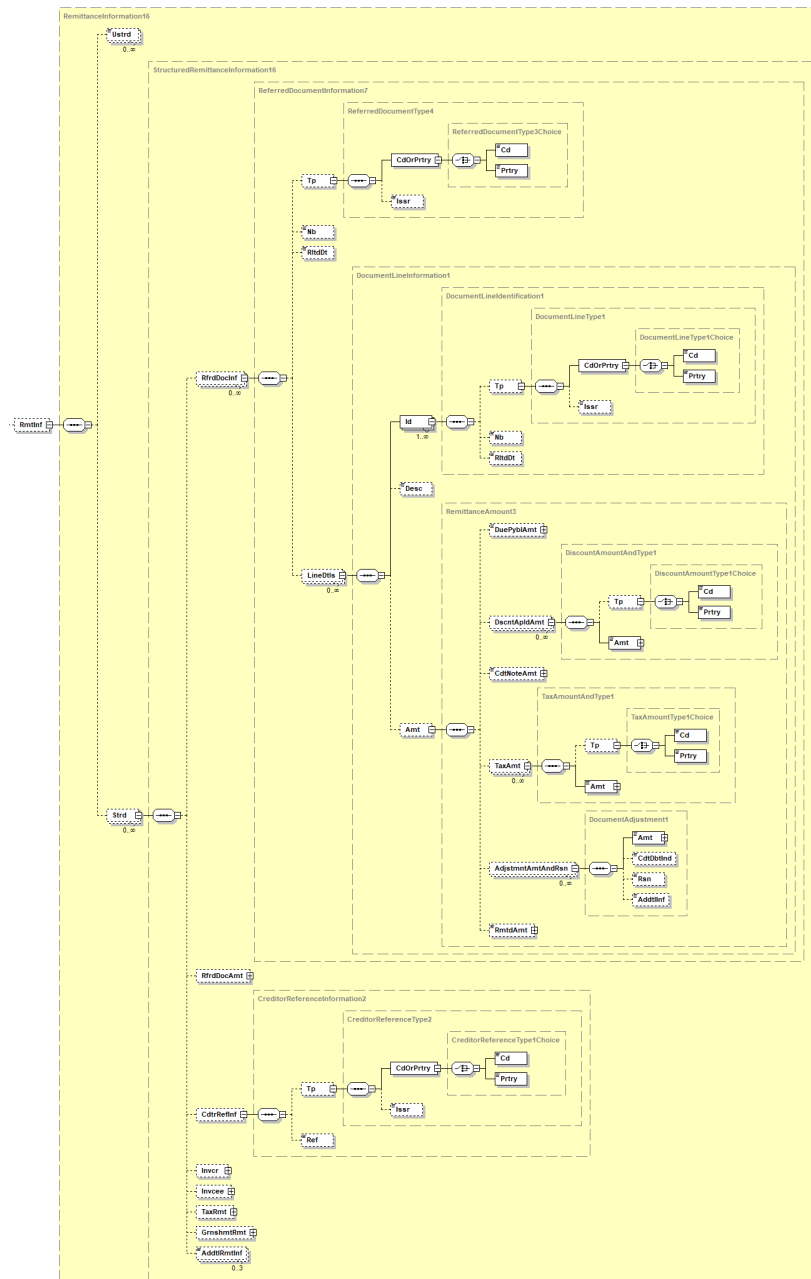 RemittanceInformation16
Ustrd
0..∞
StructuredRemittanceInformation16
ReferredDocumentInformation7
ReferredDocumentType4
ReferredDocumentType3Choice
Cd
CdOrPrtry
Prtry
Tp
Issr
Nb
RltdDt
DocumentLineInformation1
DocumentLineIdentification1
DocumentLineType1
DocumentLineType1Choice
Cd
CdOrPrtry
Prtry
RfrdDocInf
0..∞
Tp
Issr
RmtInf
Id
1..∞
Nb
RltdDt
Desc
RemittanceAmount3
DuePyblAmt
DiscountAmountAndType1
DiscountAmountType1Choice
LineDtls
0..∞
Cd
Tp
Prtry
DscntApldAmt
0..∞
Amt
CdtNoteAmt
TaxAmountAndType1
TaxAmountType1Choice
Amt
Cd
Tp
Prtry
TaxAmt
0..∞
Amt
Strd
0..∞
DocumentAdjustment1
Amt
CdtDbtInd
AdjstmntAmtAndRsn
0..∞
Rsn
AddtlInf
RmtdAmt
RfrdDocAmt
CreditorReferenceInformation2
CreditorReferenceType2
CreditorReferenceType1Choice
Cd
CdOrPrtry
Prtry
Tp
Issr
CdtrRefInf
Ref
Invcr
Invcee
TaxRmt
GrnshmtRmt
AddtlRmtInf
0..3